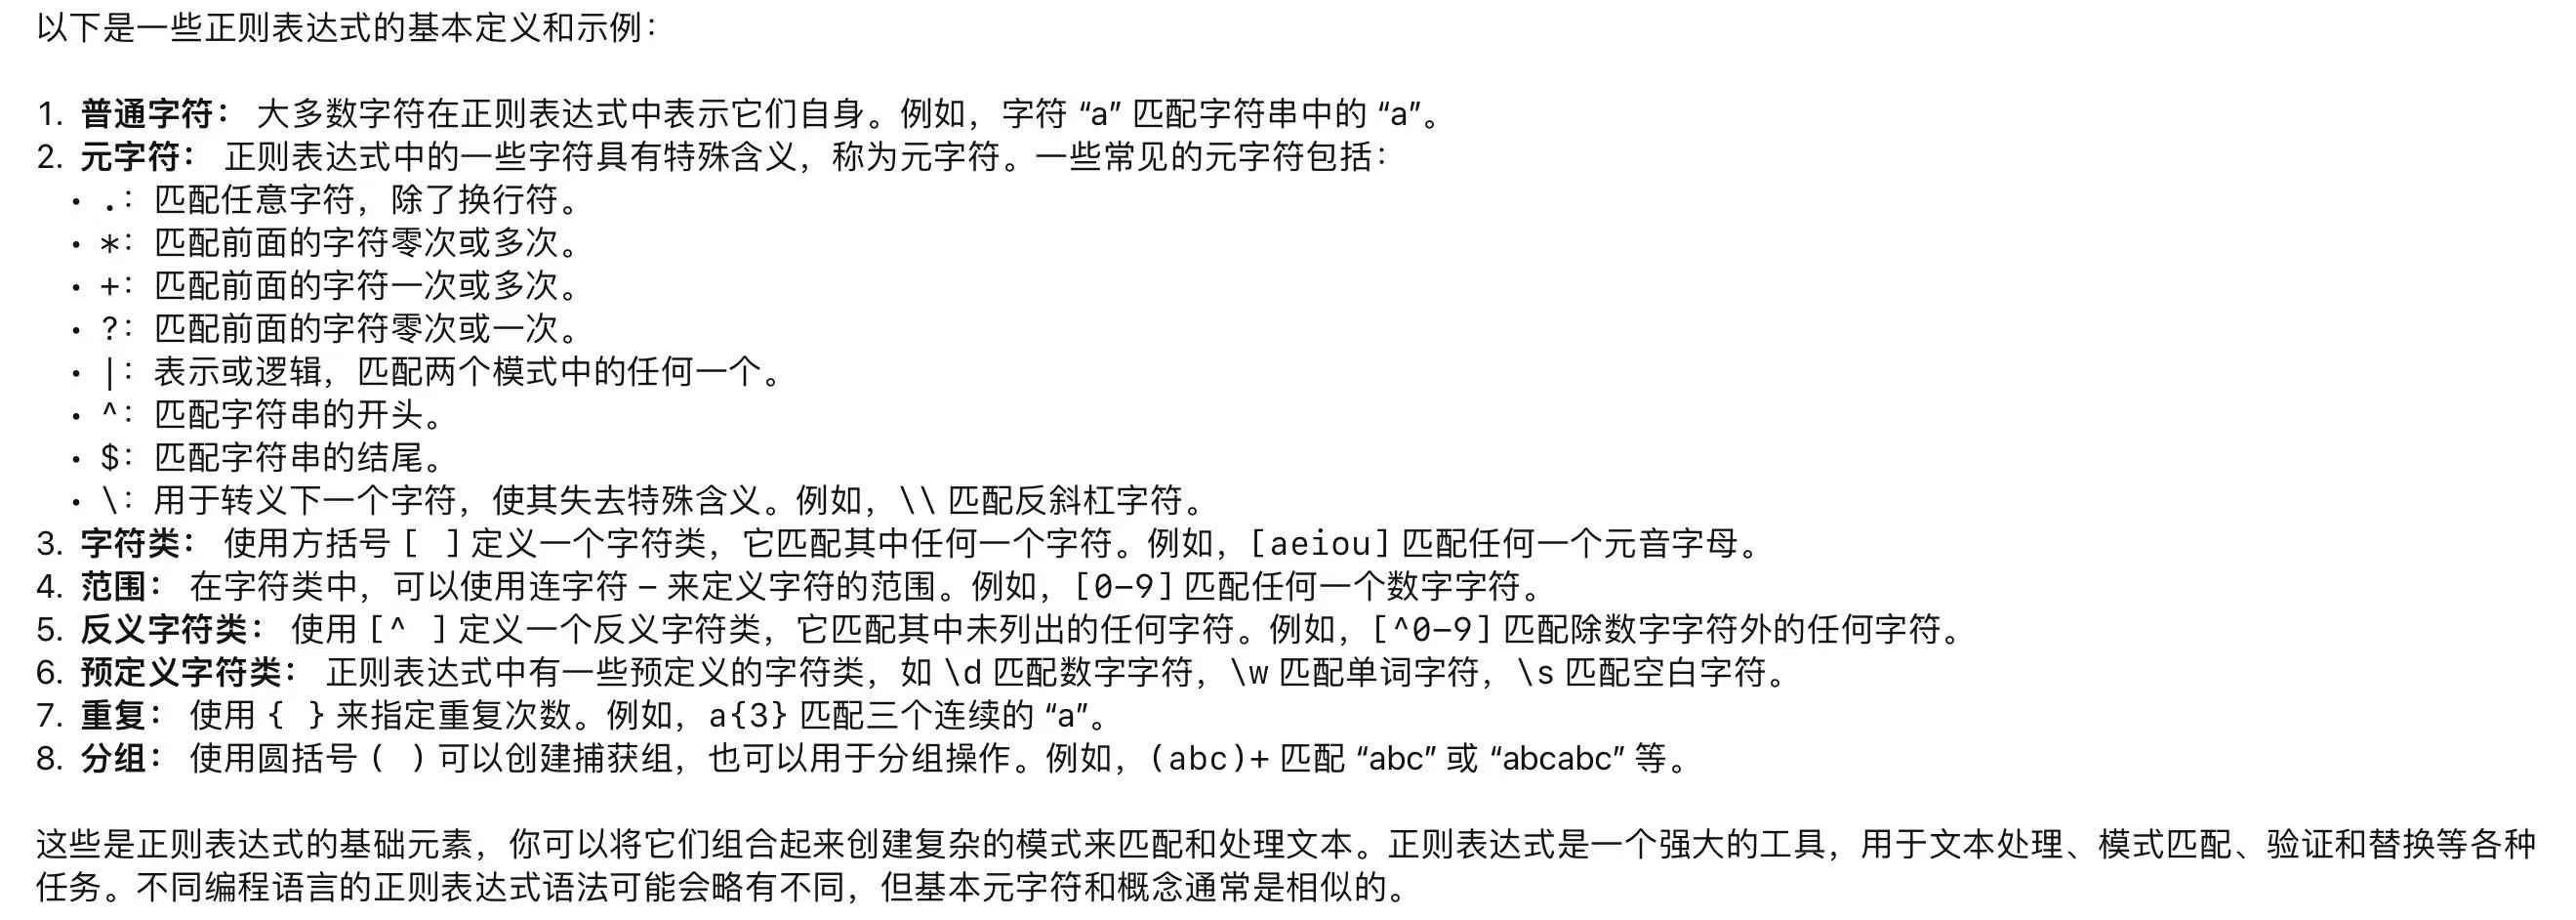 以下是一些正则表达式的基本定义和示例：
1. 普通字符： 大多数字符在正则表达式中表示它们自身。例如，字符 “a” 匹配字符串中的 “a”。
2. 元字符： 正则表达式中的一些字符具有特殊含义，称为元字符。一些常见的元字符包括：
• .：匹配任意字符，除了换行符。
• *：匹配前面的字符零次或多次。
• +：匹配前面的字符一次或多次。
• ?：匹配前面的字符零次或一次。
• |：表示或逻辑，匹配两个模式中的任何一个。
• ^：匹配字符串的开头。
• $：匹配字符串的结尾。
• \：用于转义下一个字符，使其失去特殊含义。例如，\\ 匹配反斜杠字符。
3. 字符类： 使用方括号 [ ] 定义一个字符类，它匹配其中任何一个字符。例如，[aeiou] 匹配任何一个元音字母。
4. 范围： 在字符类中，可以使用连字符 - 来定义字符的范围。例如，[0-9] 匹配任何一个数字字符。
5. 反义字符类： 使用 [^ ] 定义一个反义字符类，它匹配其中未列出的任何字符。例如，[^0-9] 匹配除数字字符外的任何字符。
6. 预定义字符类： 正则表达式中有一些预定义的字符类，如 \d 匹配数字字符，\w 匹配单词字符，\s 匹配空白字符。
7. 重复： 使用 { } 来指定重复次数。例如，a{3} 匹配三个连续的 “a”。
8. 分组： 使用圆括号 ( ) 可以创建捕获组，也可以用于分组操作。例如，(abc)+ 匹配 “abc” 或 “abcabc” 等。
这些是正则表达式的基础元素，你可以将它们组合起来创建复杂的模式来匹配和处理文本。正则表达式是一个强大的工具，用于文本处理、模式匹配、验证和替换等各种
任务。不同编程语言的正则表达式语法可能会略有不同，但基本元字符和概念通常是相似的。